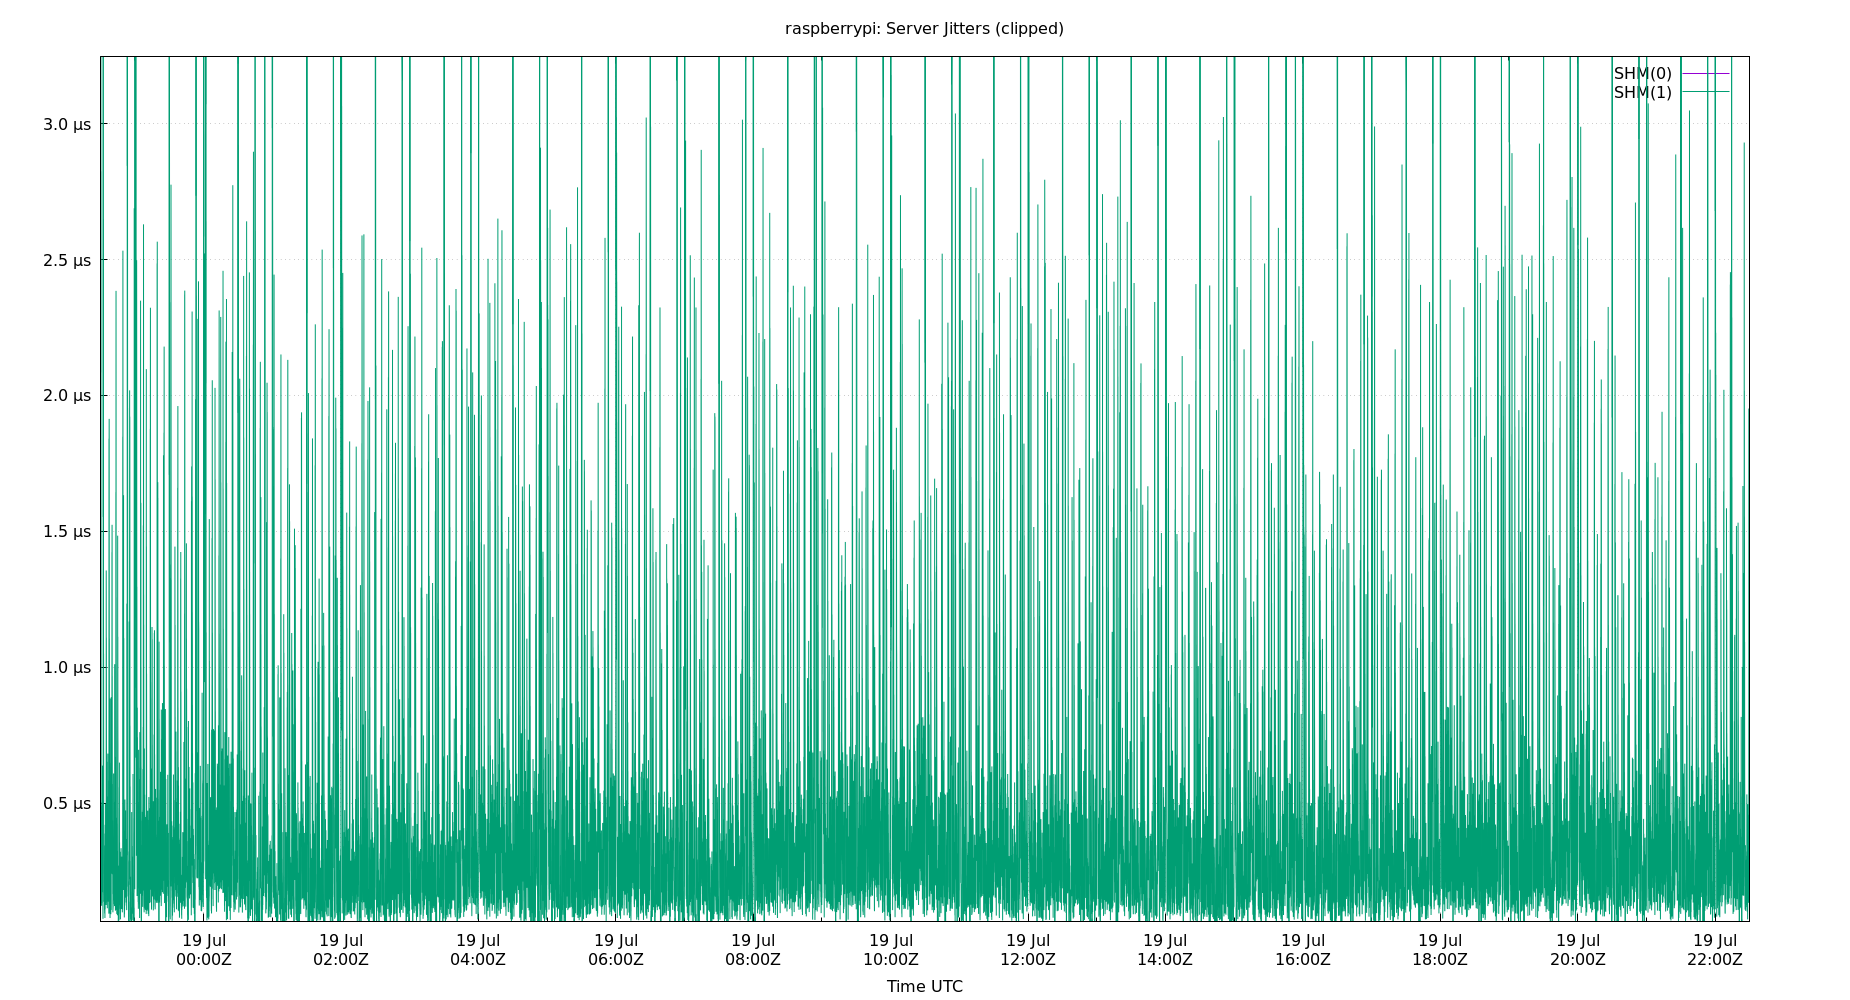 raspberrypi: Server Jitters (clipped)
SHM(0)
SHM(1)
3.0 µs
2.5 µs
2.0 µs
1.5 µs
1.0 µs
0.5 µs
19 Jul 19 Jul 19 Jul 19 Jul 19 Jul 19 Jul 19 Jul 19 Jul 19 Jul 19 Jul 19 Jul 19 Jul
00:00Z 02:00Z 04:00Z 06:00Z 08:00Z 10:00Z 12:00Z 14:00Z 16:00Z 18:00Z 20:00Z 22:00Z
Time UTC